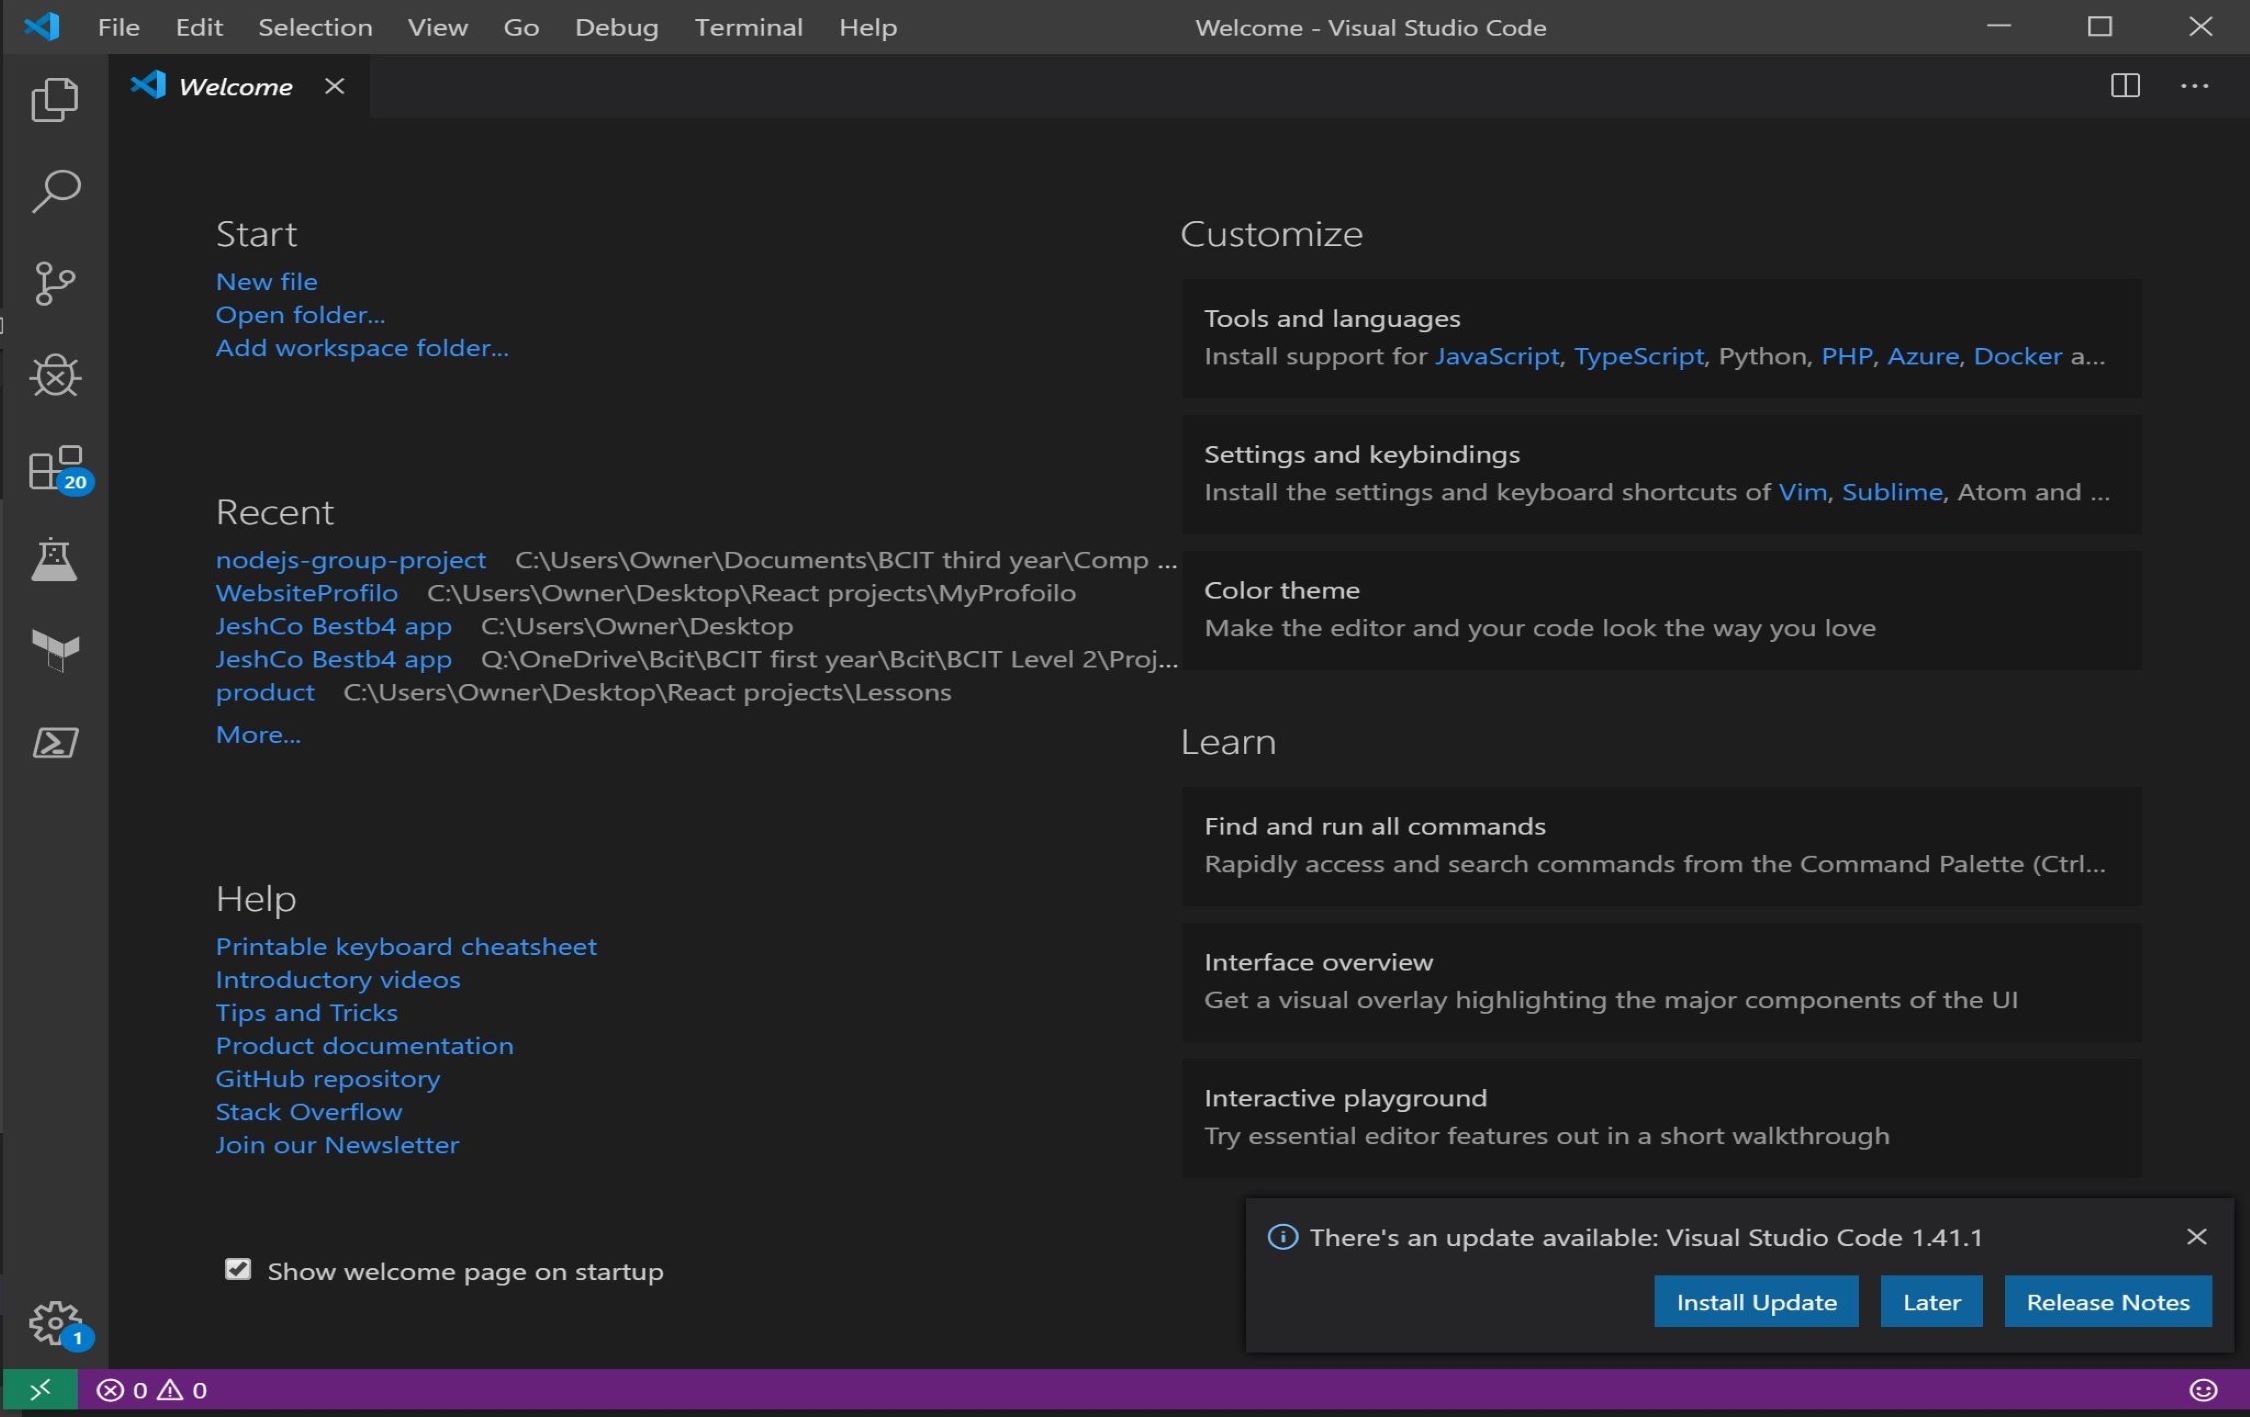 File Edit Selection View Go Debug Terminal Help Welcome - Visual Studio Code
Welcome
Start
New file
Open folder...
Add workspace folder...
Recent
nodejs-group-project C:\Users\Owner\Documents\BCIT third year\Comp ...
WebsiteProfilo C:\Users\Owner\Desktop\React projects\MyProfoilo
JeshCo Bestb4 app C:\Users\Owner\Desktop
JeshCo Bestb4 app Q:\OneDrive\Bcit\BCIT first year\Bcit\BCIT Level 2\Proj...
product C:\Users\Owner\Desktop\React projects\Lessons
More...
Help
Printable keyboard cheatsheet
Introductory videos
Tips and Tricks
Product documentation
GitHub repository
Stack Overflow
Join our Newsletter
Show welcome page on startup
Customize
Tools and languages
Install support for JavaScript, TypeScript, Python, PHP, Azure, Docker a...
Settings and keybindings
Install the settings and keyboard shortcuts of Vim, Sublime, Atom and ...
Color theme
Make the editor and your code look the way you love
Learn
Find and run all commands
Rapidly access and search commands from the Command Palette (Ctrl...
Interface overview
Get a visual overlay highlighting the major components of the UI
Interactive playground
Try essential editor features out in a short walkthrough
There's an update available: Visual Studio Code 1.41.1
Install Update Later Release Notes
20
1
0 0